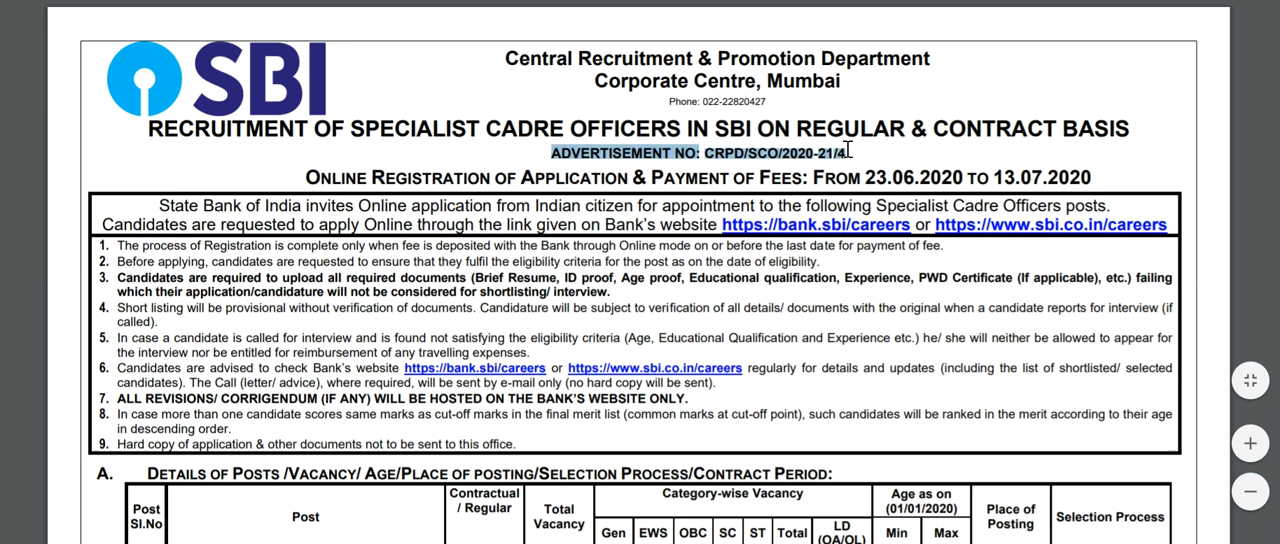 SBI
Central Recruitment & Promotion Department
Corporate Centre, Mumbai
Phone: 022-22820427
RECRUITMENT OF SPECIALIST CADRE OFFICERS IN SBI ON REGULAR & CONTRACT BASIS
ADVERTISEMENT NO: CRPD/SCO/2020-21/4
ONLINE REGISTRATION OF APPLICATION & PAYMENT OF FEES: FROM 23.06.2020 TO 13.07.2020
State Bank of India invites Online application from Indian citizen for appointment to the following Specialist Cadre Officers posts.
Candidates are requested to apply Online through the link given on Bank's website https://bank.sbi/careers or https://www.sbi.co.in/careers
1. The process of Registration is complete only when fee is deposited with the Bank through Online mode on or before the last date for payment of fee.
2. Before applying, candidates are requested to ensure that they fulfil the eligibility criteria for the post as on the date of eligibility.
3. Candidates are required to upload all required documents (Brief Resume, ID proof, Age proof, Educational qualification, Experience, PWD Certificate (If applicable), etc.) failing
which their application/candidature will not be considered for shortlisting/ interview.
4. Short listing will be provisional without verification of documents. Candidature will be subject to verification of all details/ documents with the original when a candidate reports for interview (if
called).
5. In case a candidate is called for interview and is found not satisfying the eligibility criteria (Age, Educational Qualification and Experience etc.) he/ she will neither be allowed to appear for
the interview nor be entitled for reimbursement of any travelling expenses.
6. Candidates are advised to check Bank's website https://bank.sbi/careers or https://www.sbi.co.in/careers regularly for details and updates (including the list of shortlisted/ selected
candidates). The Call (letter/ advice), where required, will be sent by e-mail only (no hard copy will be sent).
7. ALL REVISIONS/ CORRIGENDUM (IF ANY) WILL BE HOSTED ON THE BANK'S WEBSITE ONLY.
8. In case more than one candidate scores same marks as cut-off marks in the final merit list (common marks at cut-off point), such candidates will be ranked in the merit according to their age
in descending order.
9. Hard copy of application & other documents not to be sent to this office.
A. DETAILS OF POSTS /VACANCY/ AGE/PLACE OF POSTING/SELECTION PROCESS/CONTRACT PERIOD:
Post Sl.No
Post
Contractual / Regular
Total Vacancy
Category-wise Vacancy
Gen EWS OBC SC ST Total LD (OA/OL)
Age as on (01/01/2020)
Min Max
Place of Posting
Selection Process